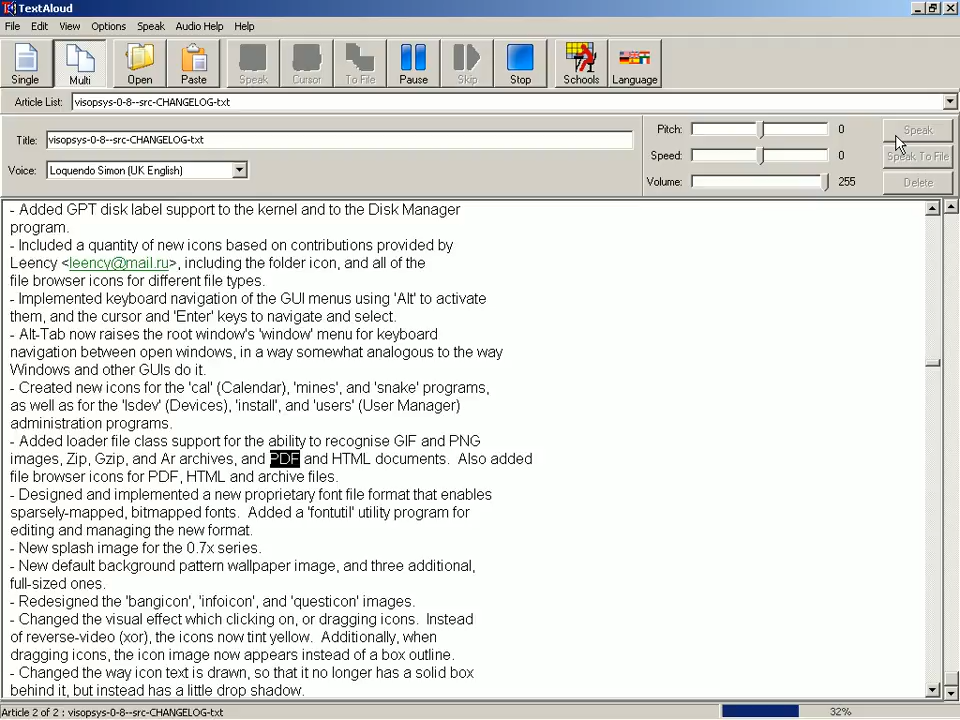 TextAloud
File Edit View Options Speak Audio Help Help
Single Multi Open Paste Speak Cursor To File Pause Skip Stop Schools Language
Article List: visopsys-0-8--src-CHANGELOG-txt
Title: visopsys-0-8--src-CHANGELOG-txt
Voice: Loquendo Simon (UK English)
Pitch: 0 Speak
Speed: 0 Speak To File
Volume: 255 Delete
- Added GPT disk label support to the kernel and to the Disk Manager
program.
- Included a quantity of new icons based on contributions provided by
Leency <leency@mail.ru>, including the folder icon, and all of the
file browser icons for different file types.
- Implemented keyboard navigation of the GUI menus using 'Alt' to activate
them, and the cursor and 'Enter' keys to navigate and select.
- Alt-Tab now raises the root window's 'window' menu for keyboard
navigation between open windows, in a way somewhat analogous to the way
Windows and other GUIs do it.
- Created new icons for the 'cal' (Calendar), 'mines', and 'snake' programs,
as well as for the 'lsdev' (Devices), 'install', and 'users' (User Manager)
administration programs.
- Added loader file class support for the ability to recognise GIF and PNG
images, Zip, Gzip, and Ar archives, and PDF and HTML documents.  Also added
file browser icons for PDF, HTML and archive files.
- Designed and implemented a new proprietary font file format that enables
sparsely-mapped, bitmapped fonts.  Added a 'fontutil' utility program for
editing and managing the new format.
- New splash image for the 0.7x series.
- New default background pattern wallpaper image, and three additional,
full-sized ones.
- Redesigned the 'bangicon', 'infoicon', and 'questicon' images.
- Changed the visual effect which clicking on, or dragging icons.  Instead
of reverse-video (xor), the icons now tint yellow.  Additionally, when
dragging icons, the icon image now appears instead of a box outline.
- Changed the way icon text is drawn, so that it no longer has a solid box
behind it, but instead has a little drop shadow.
Article 2 of 2 : visopsys-0-8--src-CHANGELOG-txt 32%